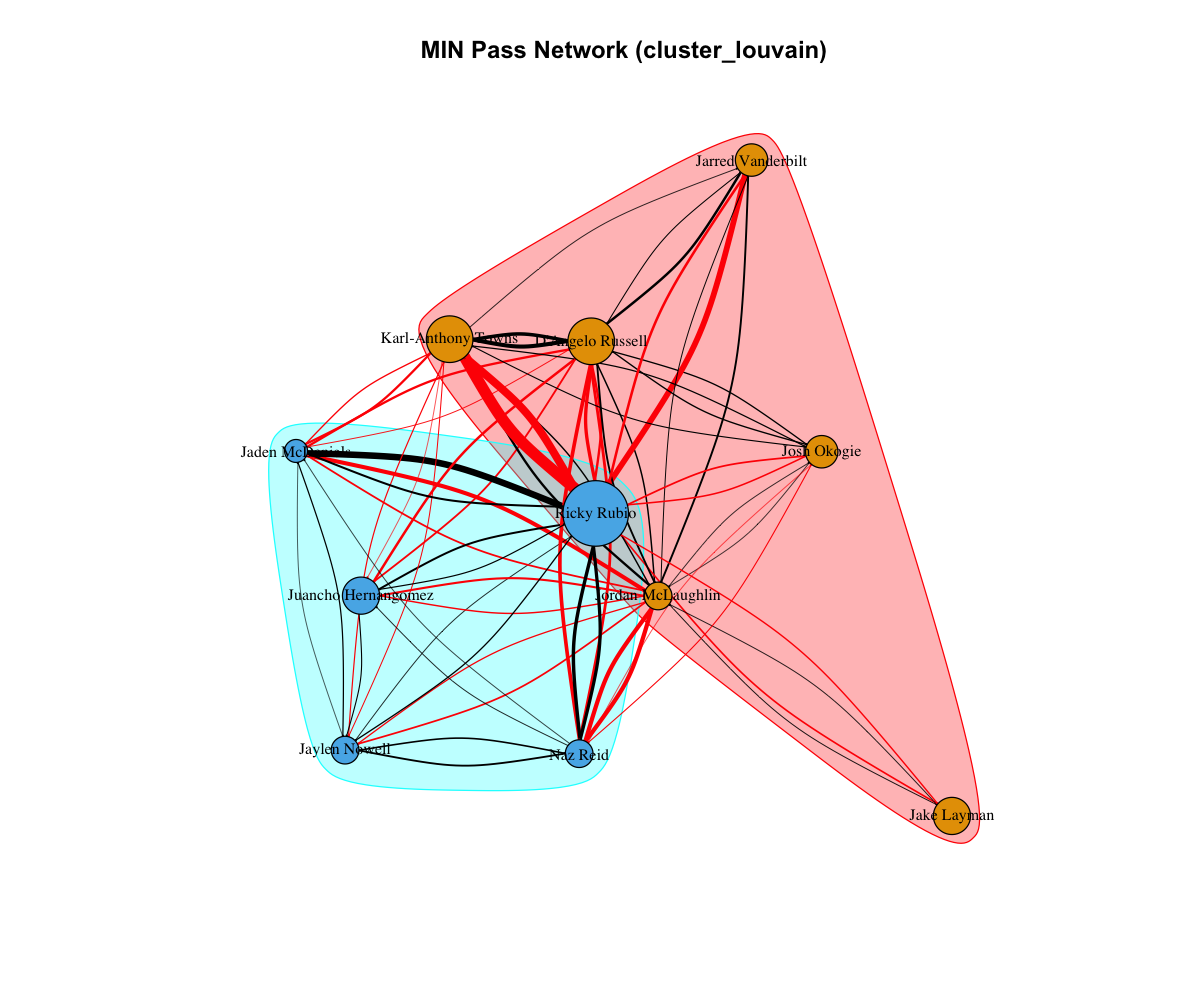 MIN Pass Network (cluster_louvain)
Jarred Vanderbilt
Karl-Anthony Towns
D'Angelo Russell
Jaden McDaniels
Josh Okogie
Ricky Rubio
Juancho Hernangomez
Jordan McLaughlin
Jaylen Nowell
Naz Reid
Jake Layman